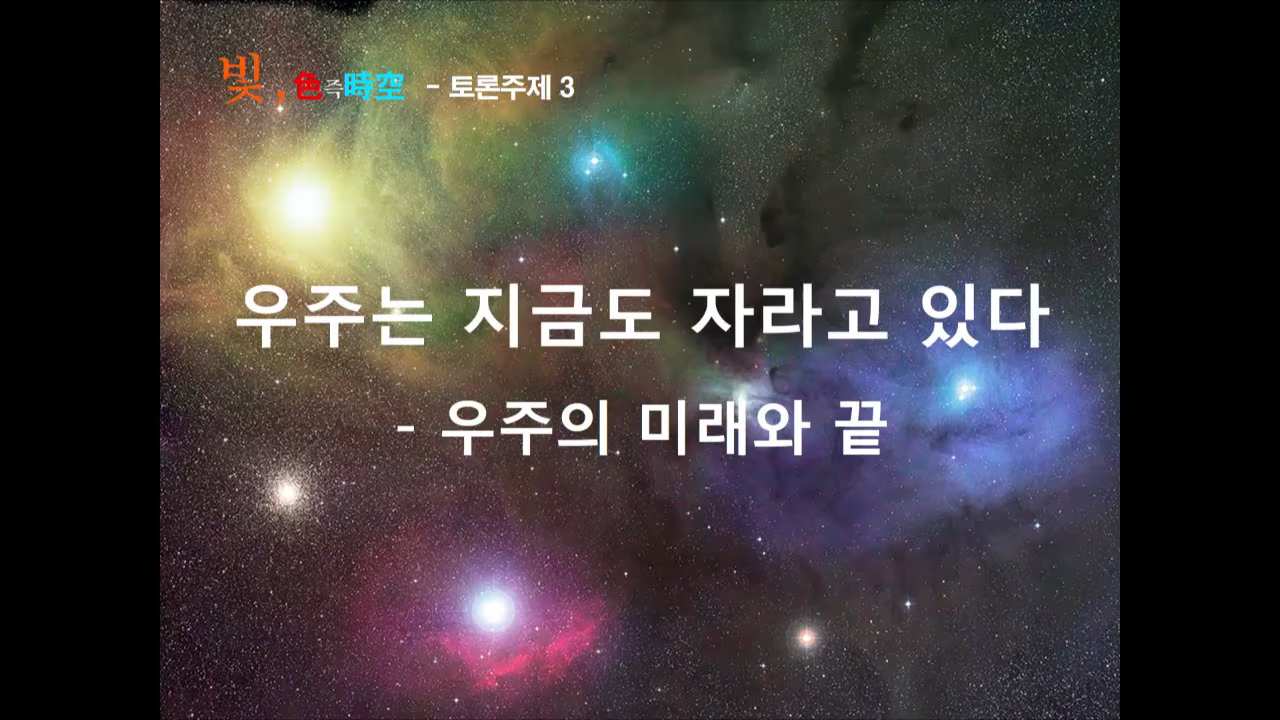 빛, 色즉時空 - 토론주제 3
우주는 지금도 자라고 있다
- 우주의 미래와 끝